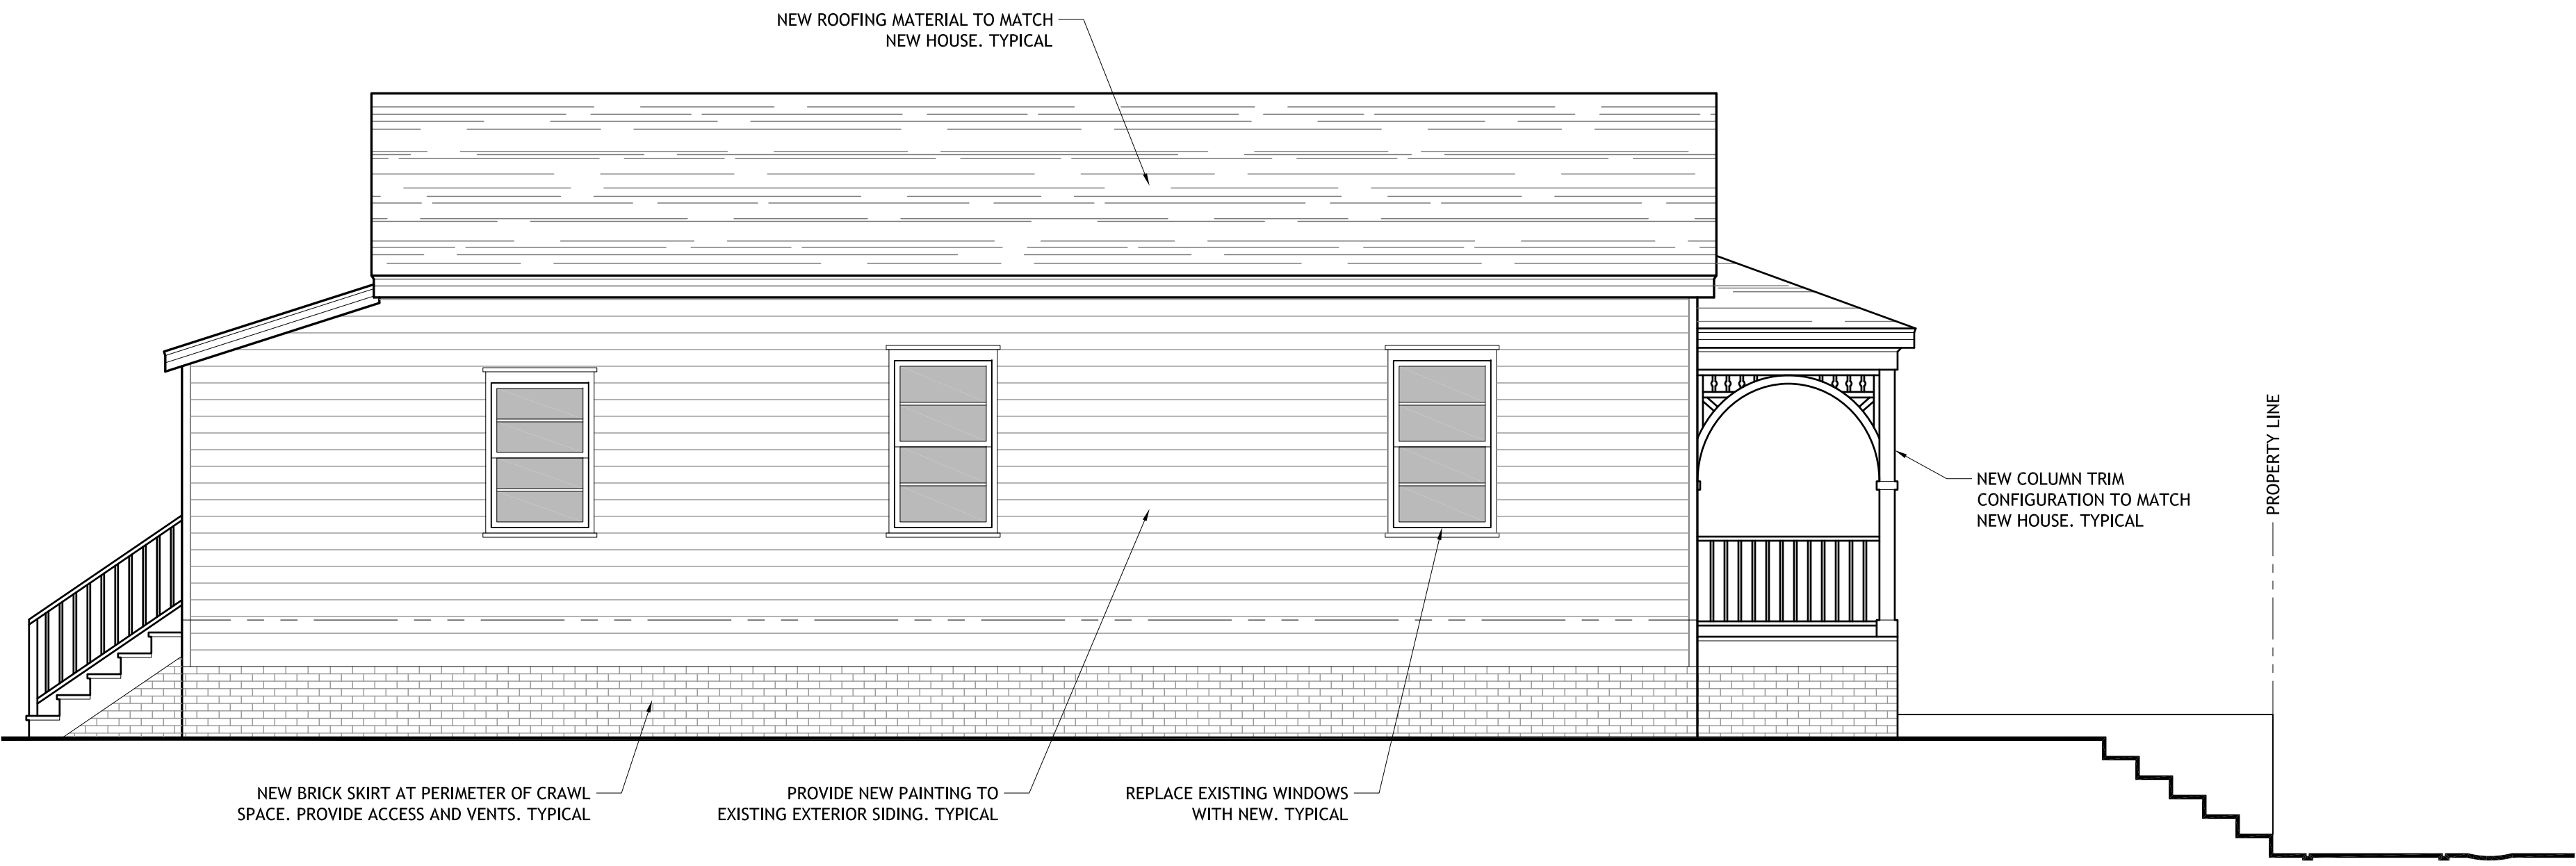 NEW ROOFING MATERIAL TO MATCH
NEW HOUSE. TYPICAL
PROPERTY LINE
NEW COLUMN TRIM
CONFIGURATION TO MATCH
NEW HOUSE. TYPICAL
NEW BRICK SKIRT AT PERIMETER OF CRAWL
SPACE. PROVIDE ACCESS AND VENTS. TYPICAL
PROVIDE NEW PAINTING TO
EXISTING EXTERIOR SIDING. TYPICAL
REPLACE EXISTING WINDOWS
WITH NEW. TYPICAL